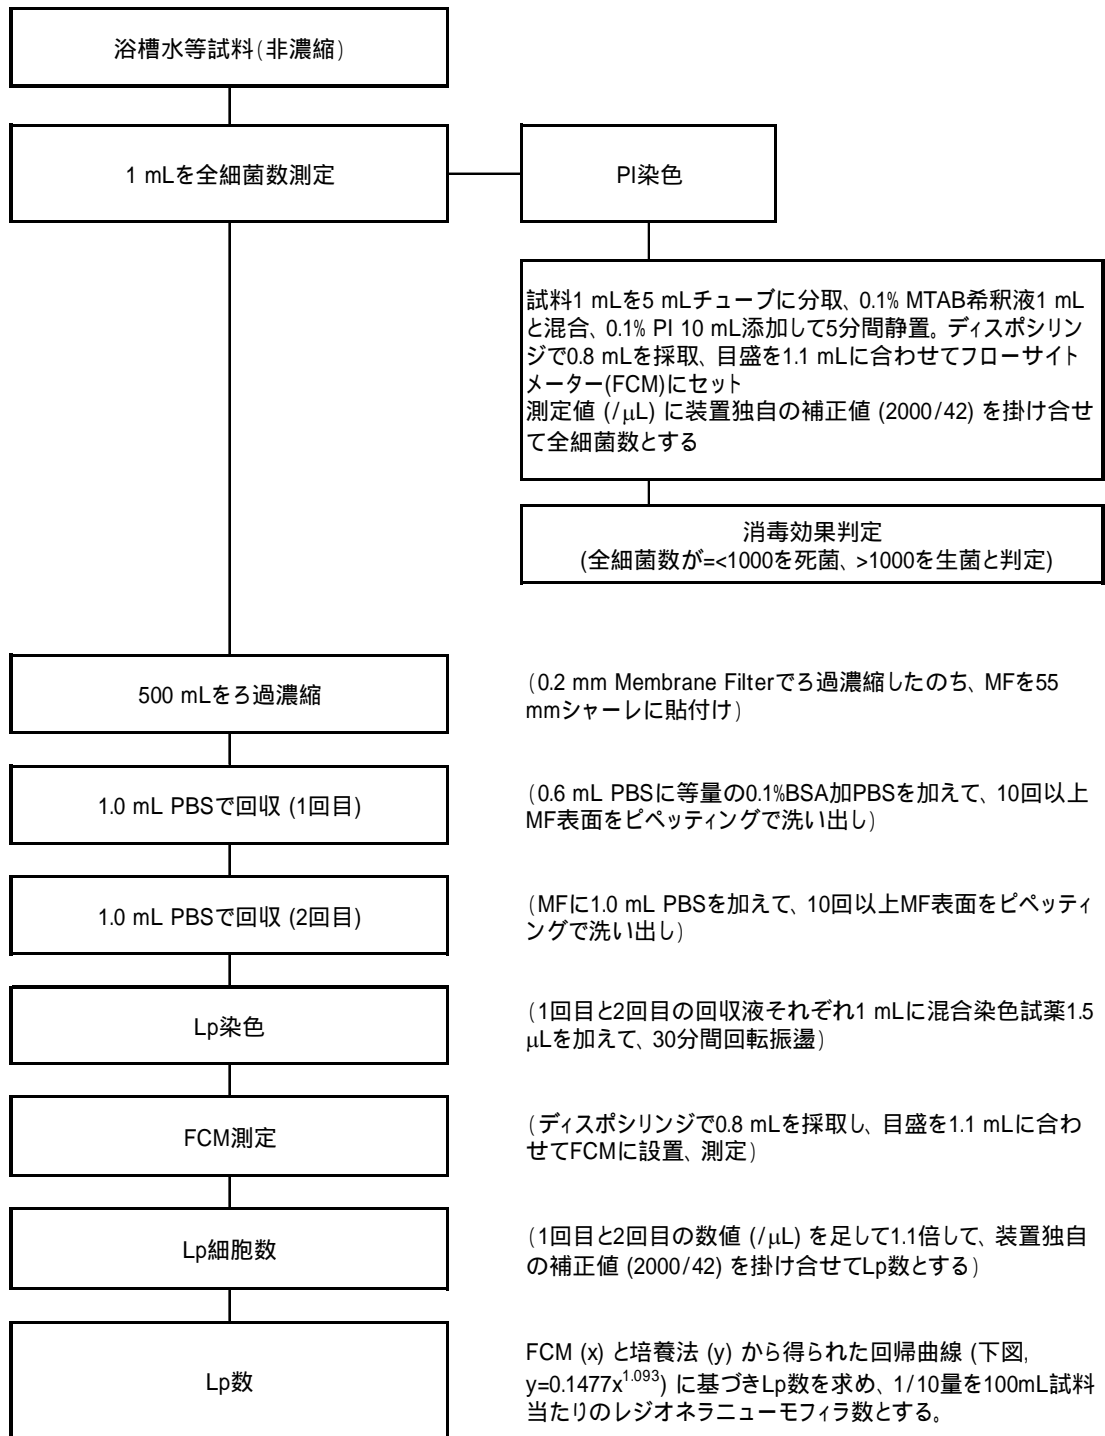 浴槽水等試料(非濃縮)
1 mLを全細菌数測定
PI染色
試料1 mLを5 mLチューブに分取、0.1% MTAB希釈液1 mL
と混合、0.1% PI 10 mL添加して5分間静置。ディスポシリン
ジで0.8 mLを採取、目盛を1.1 mLに合わせてフローサイト
メーター(FCM)にセット
測定値 (/μL) に装置独自の補正値 (2000/42) を掛け合せ
て全細菌数とする
消毒効果判定
(全細菌数が=<1000を死菌、>1000を生菌と判定)
500 mLをろ過濃縮
(0.2 mm Membrane Filterでろ過濃縮したのち、MFを55
mmシャーレに貼付け)
1.0 mL PBSで回収 (1回目)
(0.6 mL PBSに等量の0.1%BSA加PBSを加えて、10回以上
MF表面をピペッティングで洗い出し)
1.0 mL PBSで回収 (2回目)
(MFに1.0 mL PBSを加えて、10回以上MF表面をピペッティ
ングで洗い出し)
Lp染色
(1回目と2回目の回収液それぞれ1 mLに混合染色試薬1.5
μLを加えて、30分間回転振盪)
FCM測定
(ディスポシリンジで0.8 mLを採取し、目盛を1.1 mLに合わ
せてFCMに設置、測定)
Lp細胞数
(1回目と2回目の数値 (/μL) を足して1.1倍して、装置独自
の補正値 (2000/42) を掛け合せてLp数とする)
Lp数
FCM (x) と培養法 (y) から得られた回帰曲線 (下図,
y=0.1477x^1.093) に基づきLp数を求め、1/10量を100mL試料
当たりのレジオネラニューモフィラ数とする。